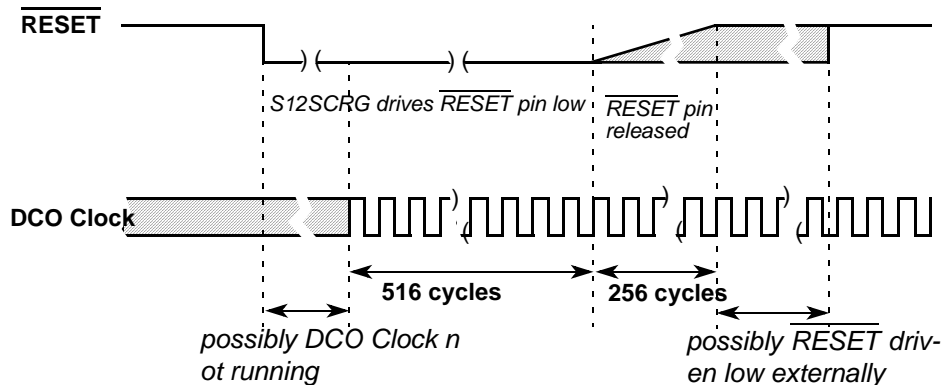 RESET
S12SCRG drives RESET pin low
RESET pin
released
DCO Clock
516 cycles
256 cycles
possibly DCO Clock n
ot running
possibly RESET driv-
en low externally